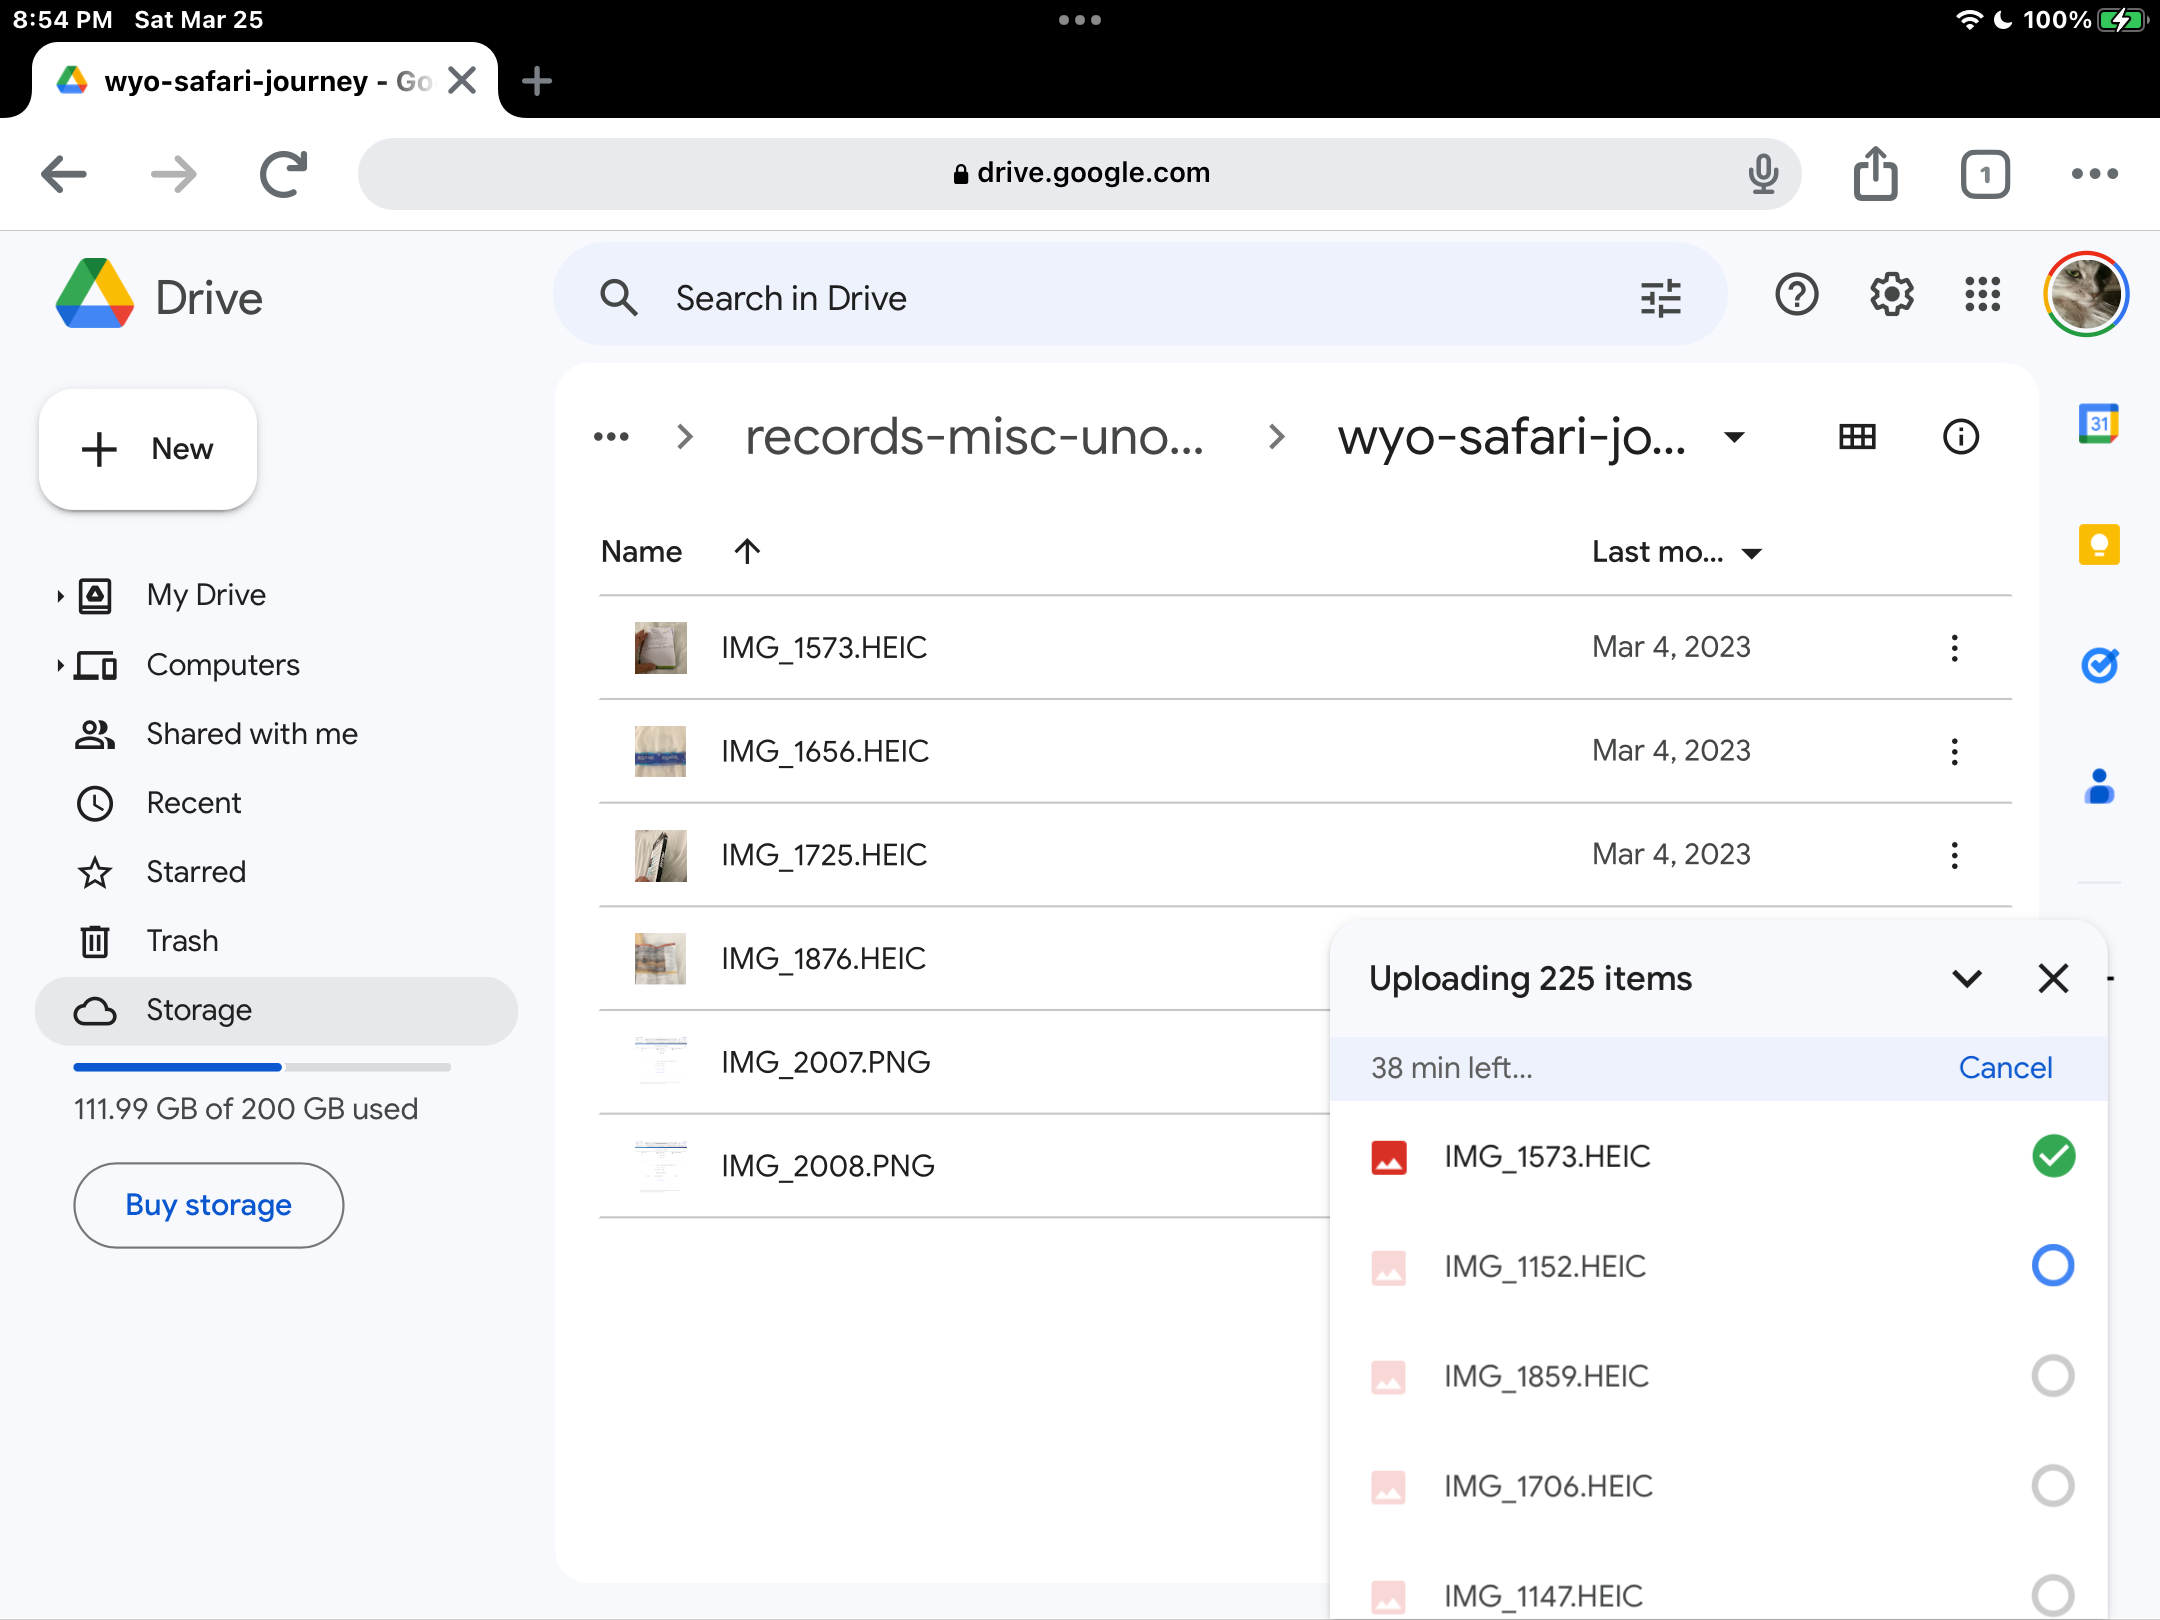 8:54 PM Sat Mar 25
100%
wyo-safari-journey - Go
drive.google.com
1
Drive
Search in Drive
New
records-misc-uno...
wyo-safari-jo...
31
Name
Last mo...
My Drive
Computers
Shared with me
Recent
Starred
Trash
Storage
111.99 GB of 200 GB used
Buy storage
IMG_1573.HEIC Mar 4, 2023
IMG_1656.HEIC Mar 4, 2023
IMG_1725.HEIC Mar 4, 2023
IMG_1876.HEIC
IMG_2007.PNG
IMG_2008.PNG
Uploading 225 items
38 min left... Cancel
IMG_1573.HEIC
IMG_1152.HEIC
IMG_1859.HEIC
IMG_1706.HEIC
IMG_1147.HEIC